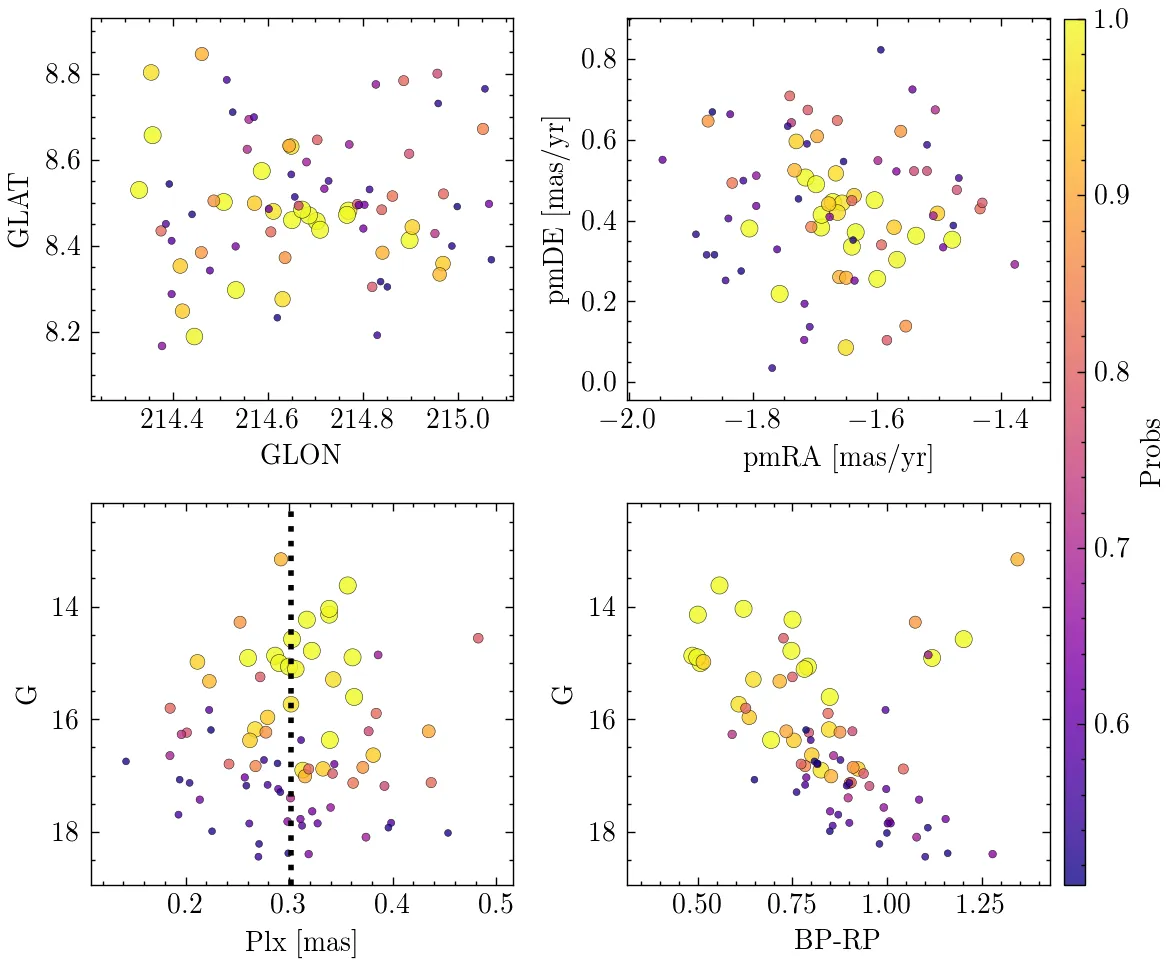 8.8
8.6
8.4
8.2
GLAT
214.4 214.6 214.8 215.0
GLON
0.8
0.6
0.4
0.2
0.0
pmDE [mas/yr]
−2.0 −1.8 −1.6 −1.4
pmRA [mas/yr]
14
16
18
G
0.2 0.3 0.4 0.5
Plx [mas]
14
16
18
G
0.50 0.75 1.00 1.25
BP-RP
1.0
0.9
0.8
0.7
0.6
Probs